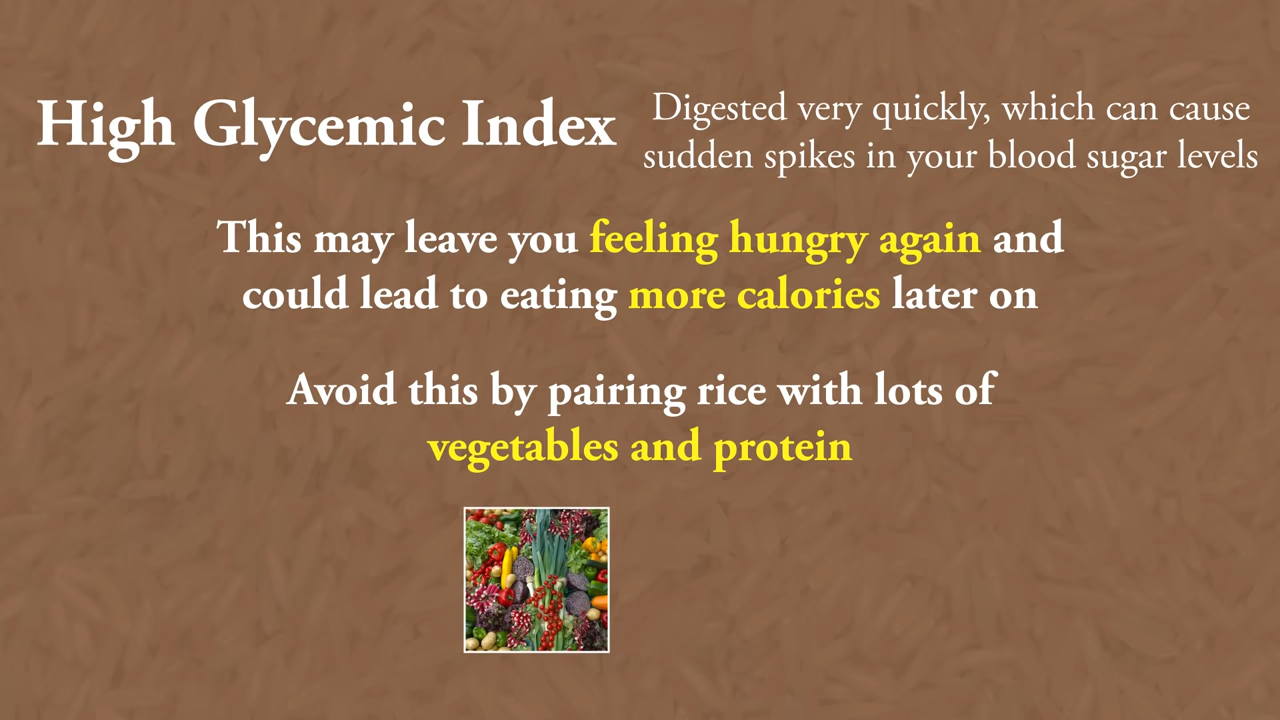 High Glycemic Index
Digested very quickly, which can cause
sudden spikes in your blood sugar levels
This may leave you feeling hungry again and
could lead to eating more calories later on
Avoid this by pairing rice with lots of
vegetables and protein